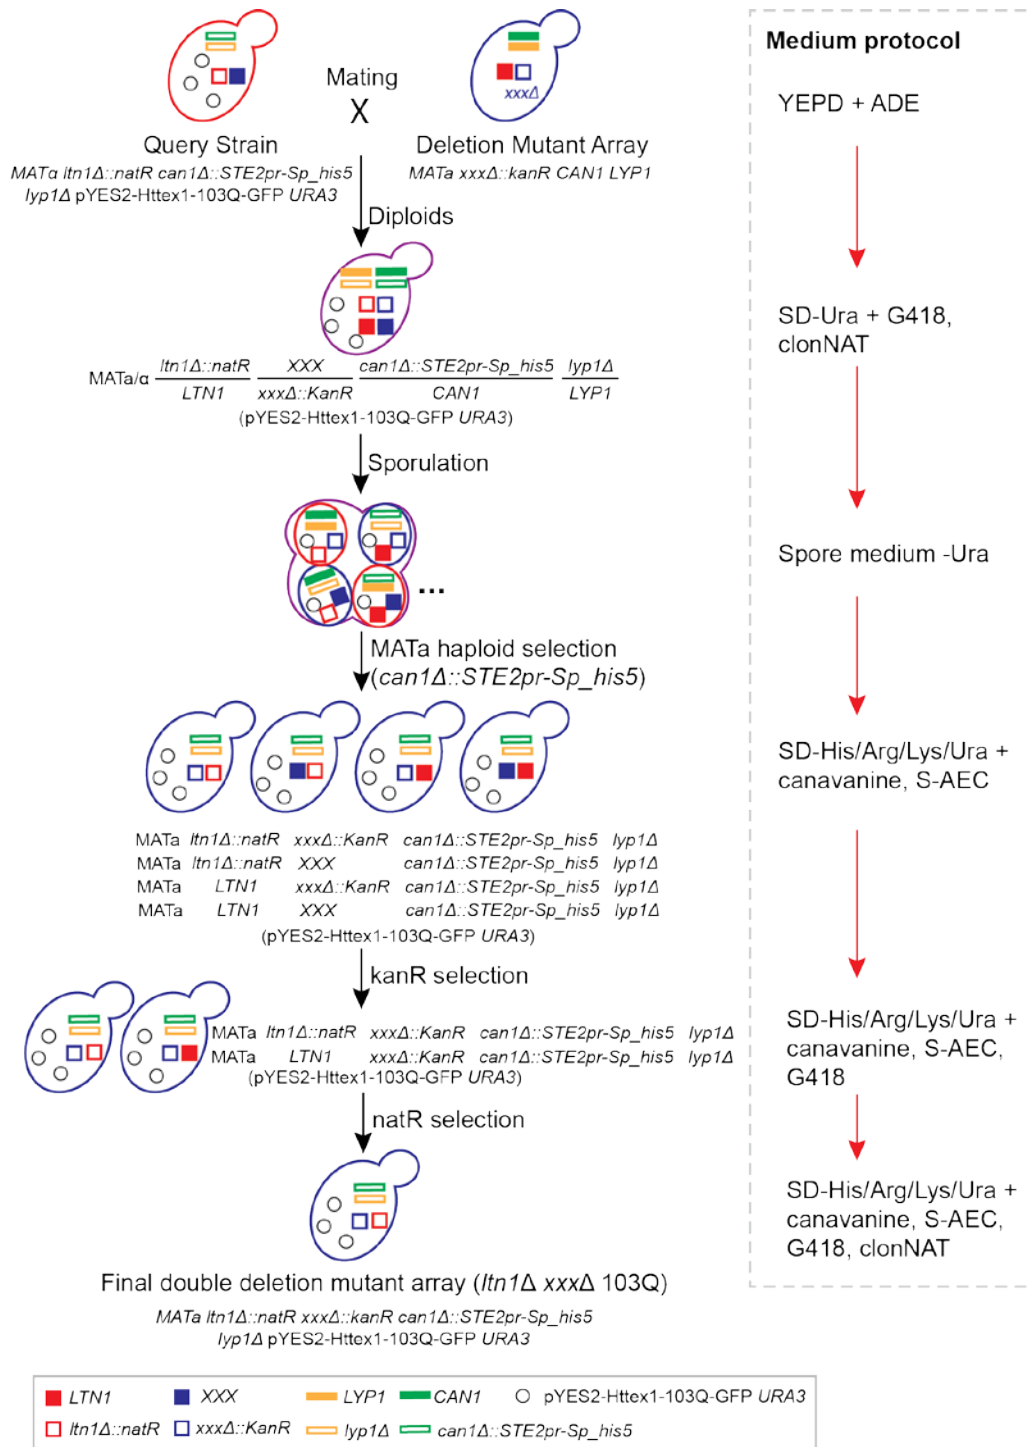 Mating
X
xxxΔ
Query Strain
MATα ltn1Δ::natR can1Δ::STE2pr-Sp_his5
lyp1Δ pYES2-Httex1-103Q-GFP URA3
Deletion Mutant Array
MATa xxxΔ::kanR CAN1 LYP1
Diploids
MATa/α
ltn1Δ::natR XXX can1Δ::STE2pr-Sp_his5 lyp1Δ
LTN1 xxxΔ::KanR CAN1 LYP1
(pYES2-Httex1-103Q-GFP URA3)
Sporulation
...
MATa haploid selection
(can1Δ::STE2pr-Sp_his5)
MATa ltn1Δ::natR xxxΔ::KanR can1Δ::STE2pr-Sp_his5 lyp1Δ
MATa ltn1Δ::natR XXX can1Δ::STE2pr-Sp_his5 lyp1Δ
MATa LTN1 xxxΔ::KanR can1Δ::STE2pr-Sp_his5 lyp1Δ
MATa LTN1 XXX can1Δ::STE2pr-Sp_his5 lyp1Δ
(pYES2-Httex1-103Q-GFP URA3)
kanR selection
MATa ltn1Δ::natR xxxΔ::KanR can1Δ::STE2pr-Sp_his5 lyp1Δ
MATa LTN1 xxxΔ::KanR can1Δ::STE2pr-Sp_his5 lyp1Δ
(pYES2-Httex1-103Q-GFP URA3)
natR selection
Final double deletion mutant array (ltn1Δ xxxΔ 103Q)
MATa ltn1Δ::natR xxxΔ::kanR can1Δ::STE2pr-Sp_his5
lyp1Δ pYES2-Httex1-103Q-GFP URA3
Medium protocol
YEPD + ADE
SD-Ura + G418,
clonNAT
Spore medium -Ura
SD-His/Arg/Lys/Ura +
canavanine, S-AEC
SD-His/Arg/Lys/Ura +
canavanine, S-AEC,
G418
SD-His/Arg/Lys/Ura +
canavanine, S-AEC,
G418, clonNAT
LTN1 XXX LYP1 CAN1 pYES2-Httex1-103Q-GFP URA3
ltn1Δ::natR xxxΔ::KanR lyp1Δ can1Δ::STE2pr-Sp_his5